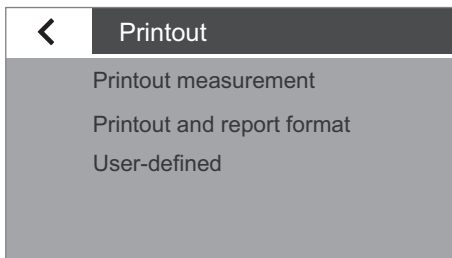 Printout
Printout measurement
Printout and report format
User-defined